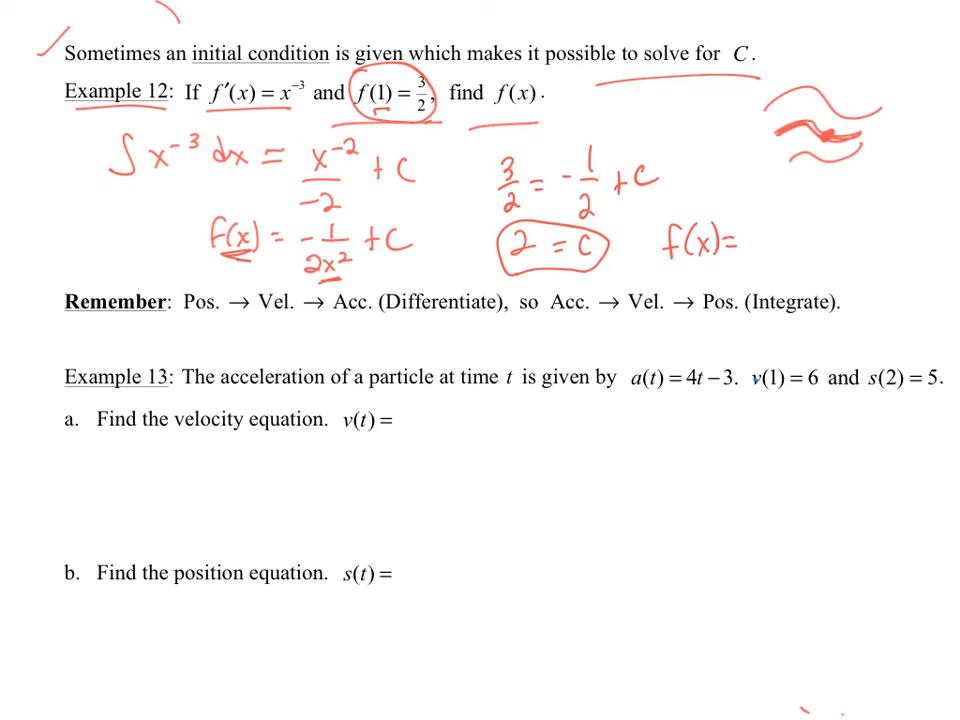 Sometimes an initial condition is given which makes it possible to solve for C.
Example 12: If f′(x) = x⁻³ and f(1) = 3/2, find f(x).
∫ x⁻³ dx = x⁻²/-2 + C
3/2 = -1/2 + C
f(x) = -1/2x² + C
2 = C
f(x) =
Remember: Pos. → Vel. → Acc. (Differentiate), so Acc. → Vel. → Pos. (Integrate).
Example 13: The acceleration of a particle at time t is given by a(t) = 4t − 3. v(1) = 6 and s(2) = 5.
a. Find the velocity equation. v(t) =
b. Find the position equation. s(t) =